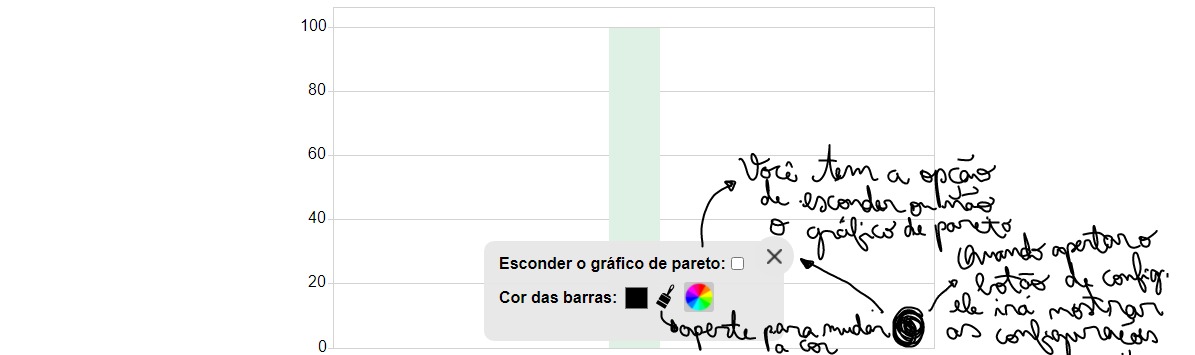 100
80
60
40
20
0
Esconder o gráfico de pareto:
Cor das barras:
Você tem a opção
de esconder ou não
o gráfico de pareto
Quando apertar o
botão de config.
ele irá mostrar
as configurações
aperte para mudar
a cor